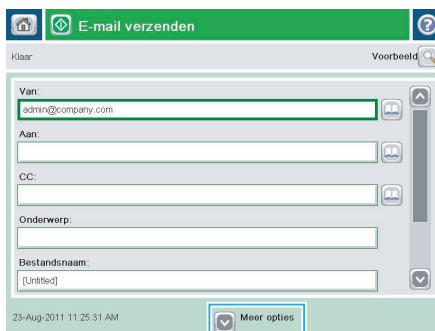 E-mail verzenden
Klaar
Voorbeeld
Van:
admin@company.com
Aan:
CC:
Onderwerp:
Bestandsnaam:
[Untitled]
23-Aug-2011 11:25:31 AM
Meer opties